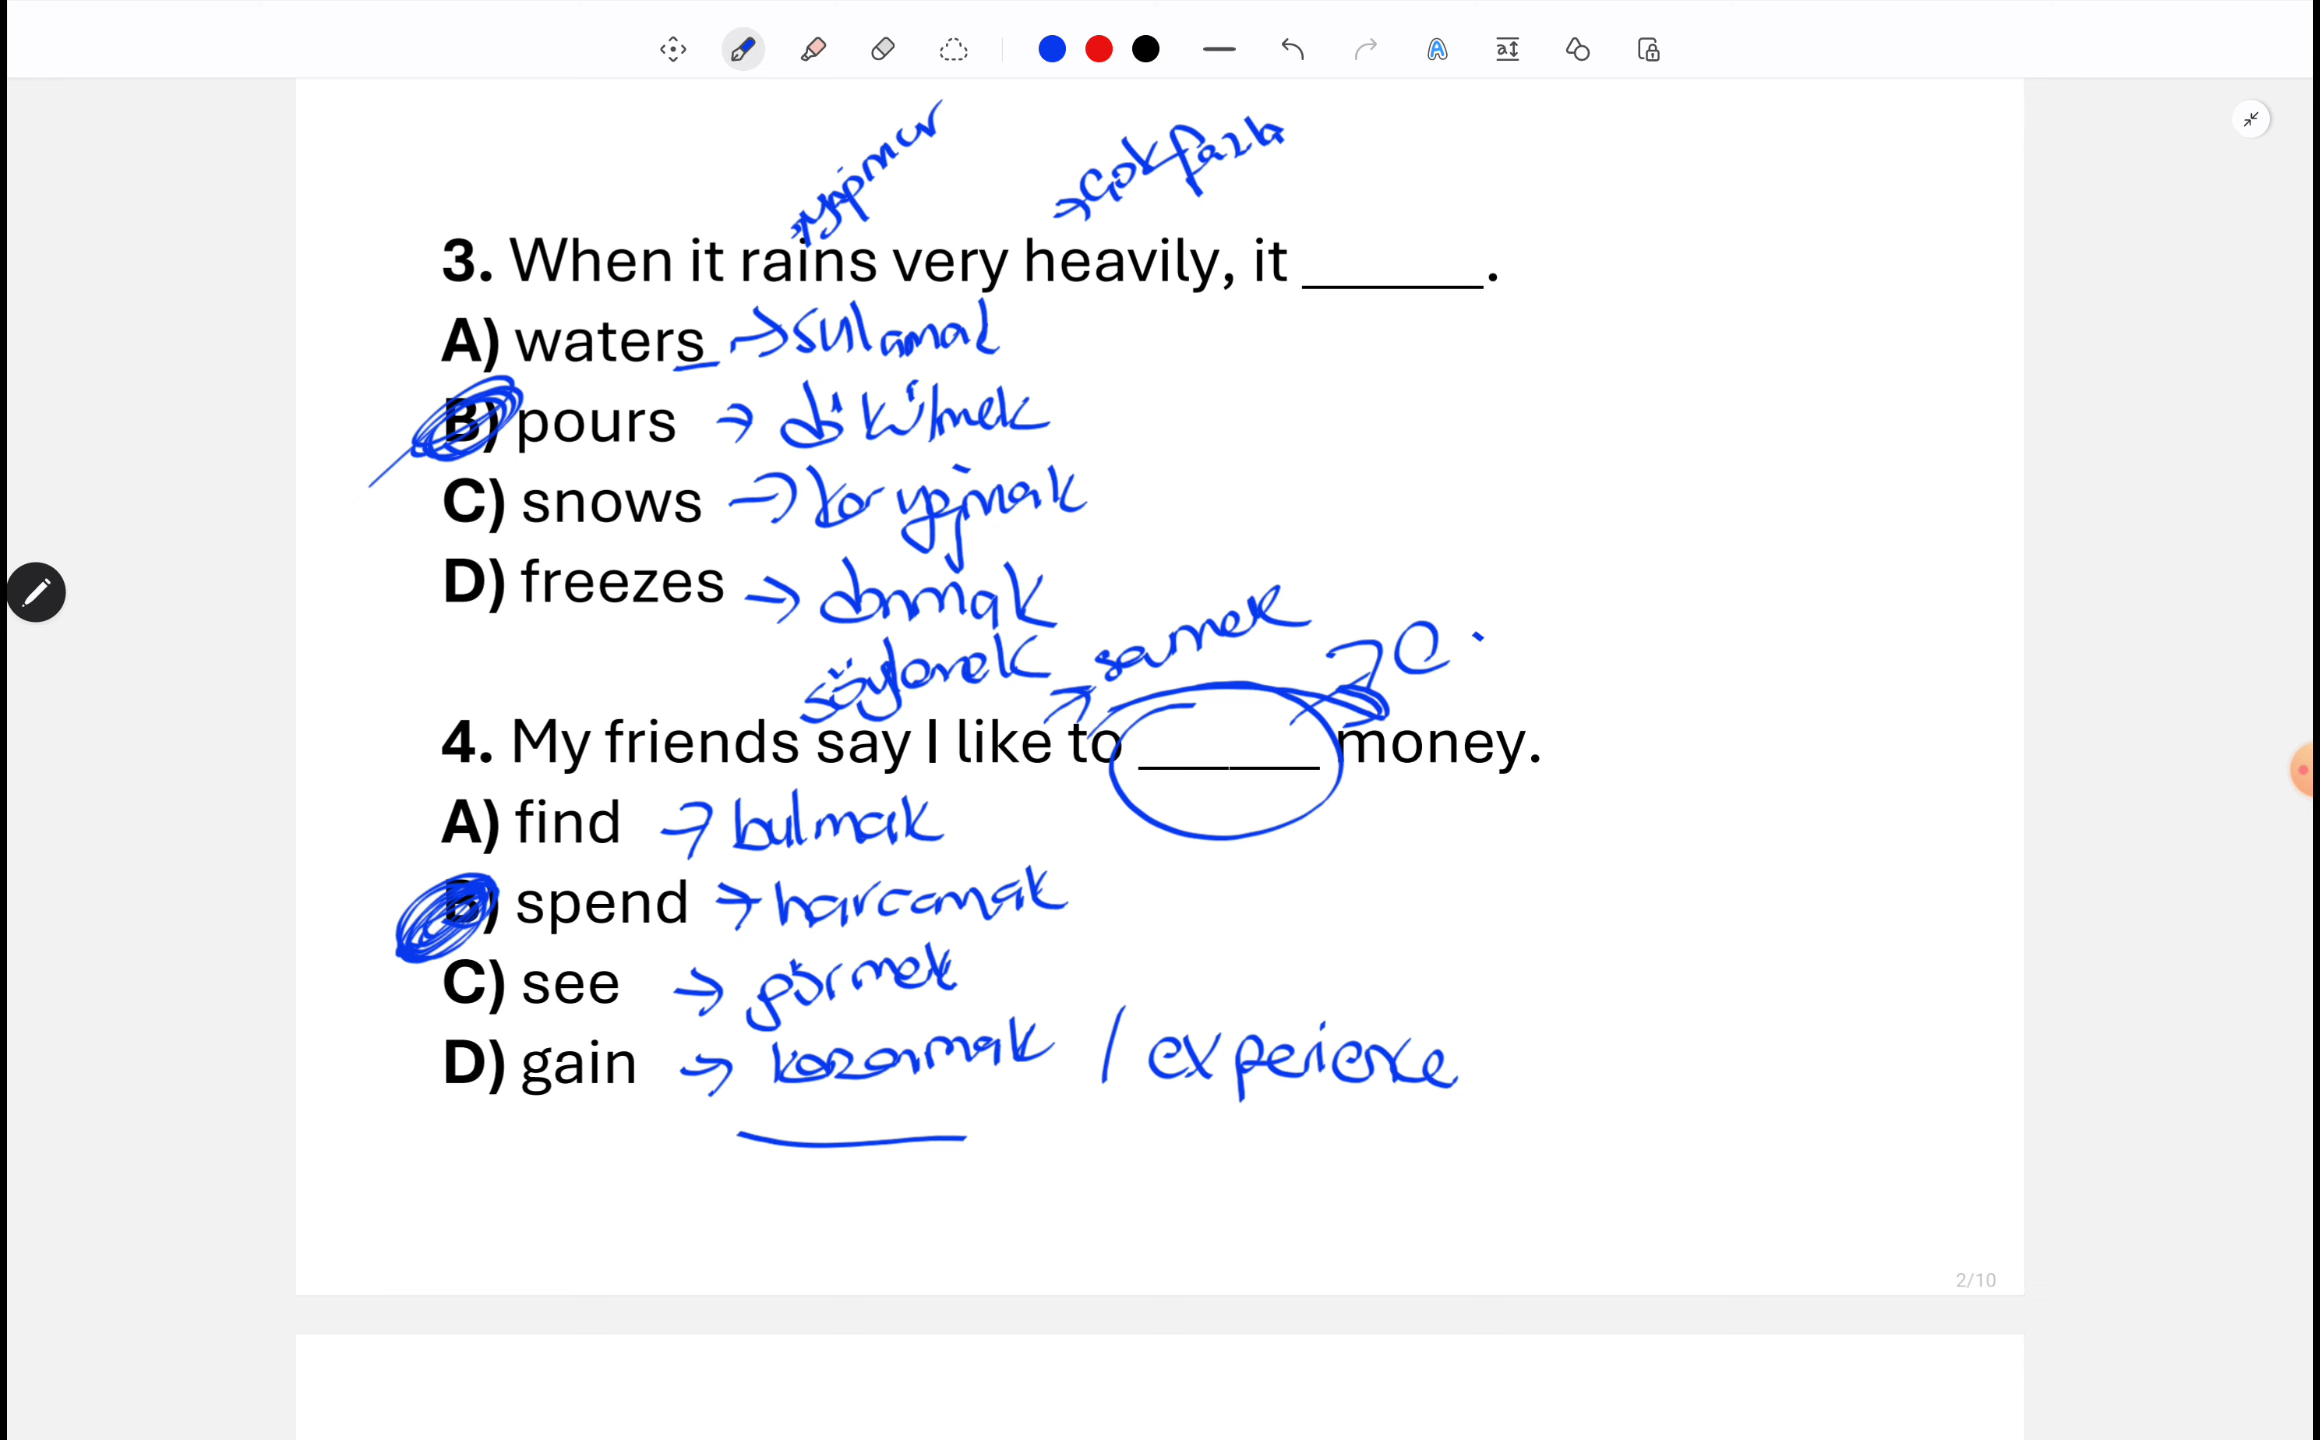 yağmur → çok fazla
3. When it rains very heavily, it ______.
A) waters → sulamak
B) pours → dökülmek
C) snows → kar yağmak
D) freezes → donmak
söylemek → sevmek
4. My friends say I like to ______ money.
A) find → bulmak
B) spend → harcamak
C) see → görmek
D) gain → kazanmak / experience
2/10